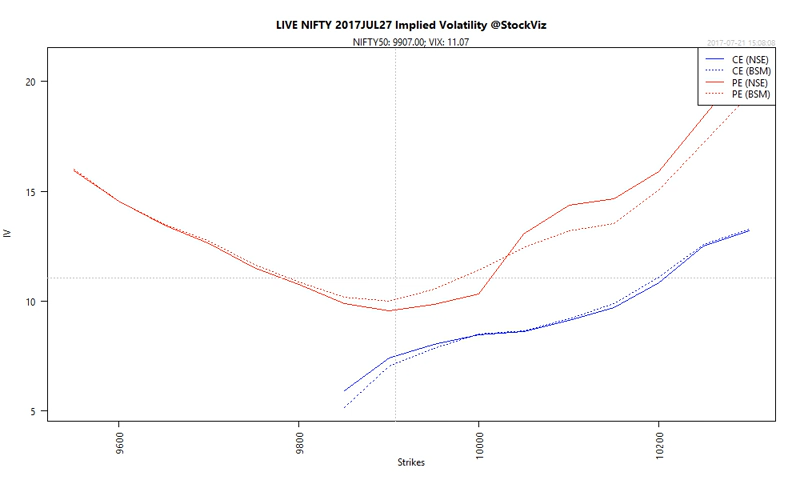 LIVE NIFTY 2017JUL27 Implied Volatility @StockViz
NIFTY50: 9907.00; VIX: 11.07
2017-07-21 15:08:08
CE (NSE)
CE (BSM)
PE (NSE)
PE (BSM)
20
15
10
5
IV
9600
9800
10000
10200
Strikes